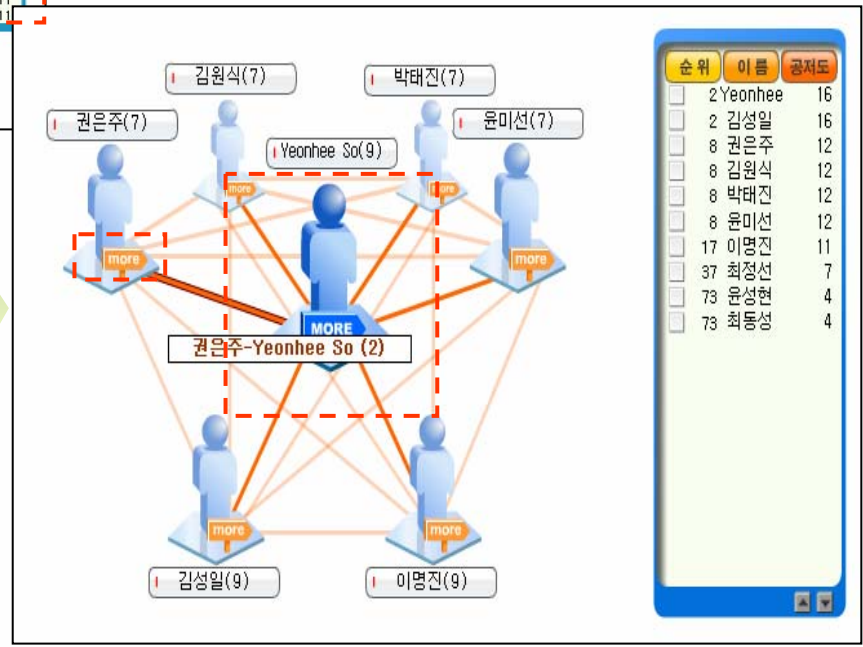 김원식(7)
박태진(7)
권은주(7)
윤미선(7)
Yeonhee So(9)
more
more
more
more
MORE
권은주-Yeonhee So (2)
more
more
김성일(9)
이명진(9)
순위 이름 공저도
2 Yeonhee 16
2 김성일 16
8 권은주 12
8 김원식 12
8 박태진 12
8 윤미선 12
17 이명진 11
37 최정선 7
73 윤성현 4
73 최동성 4